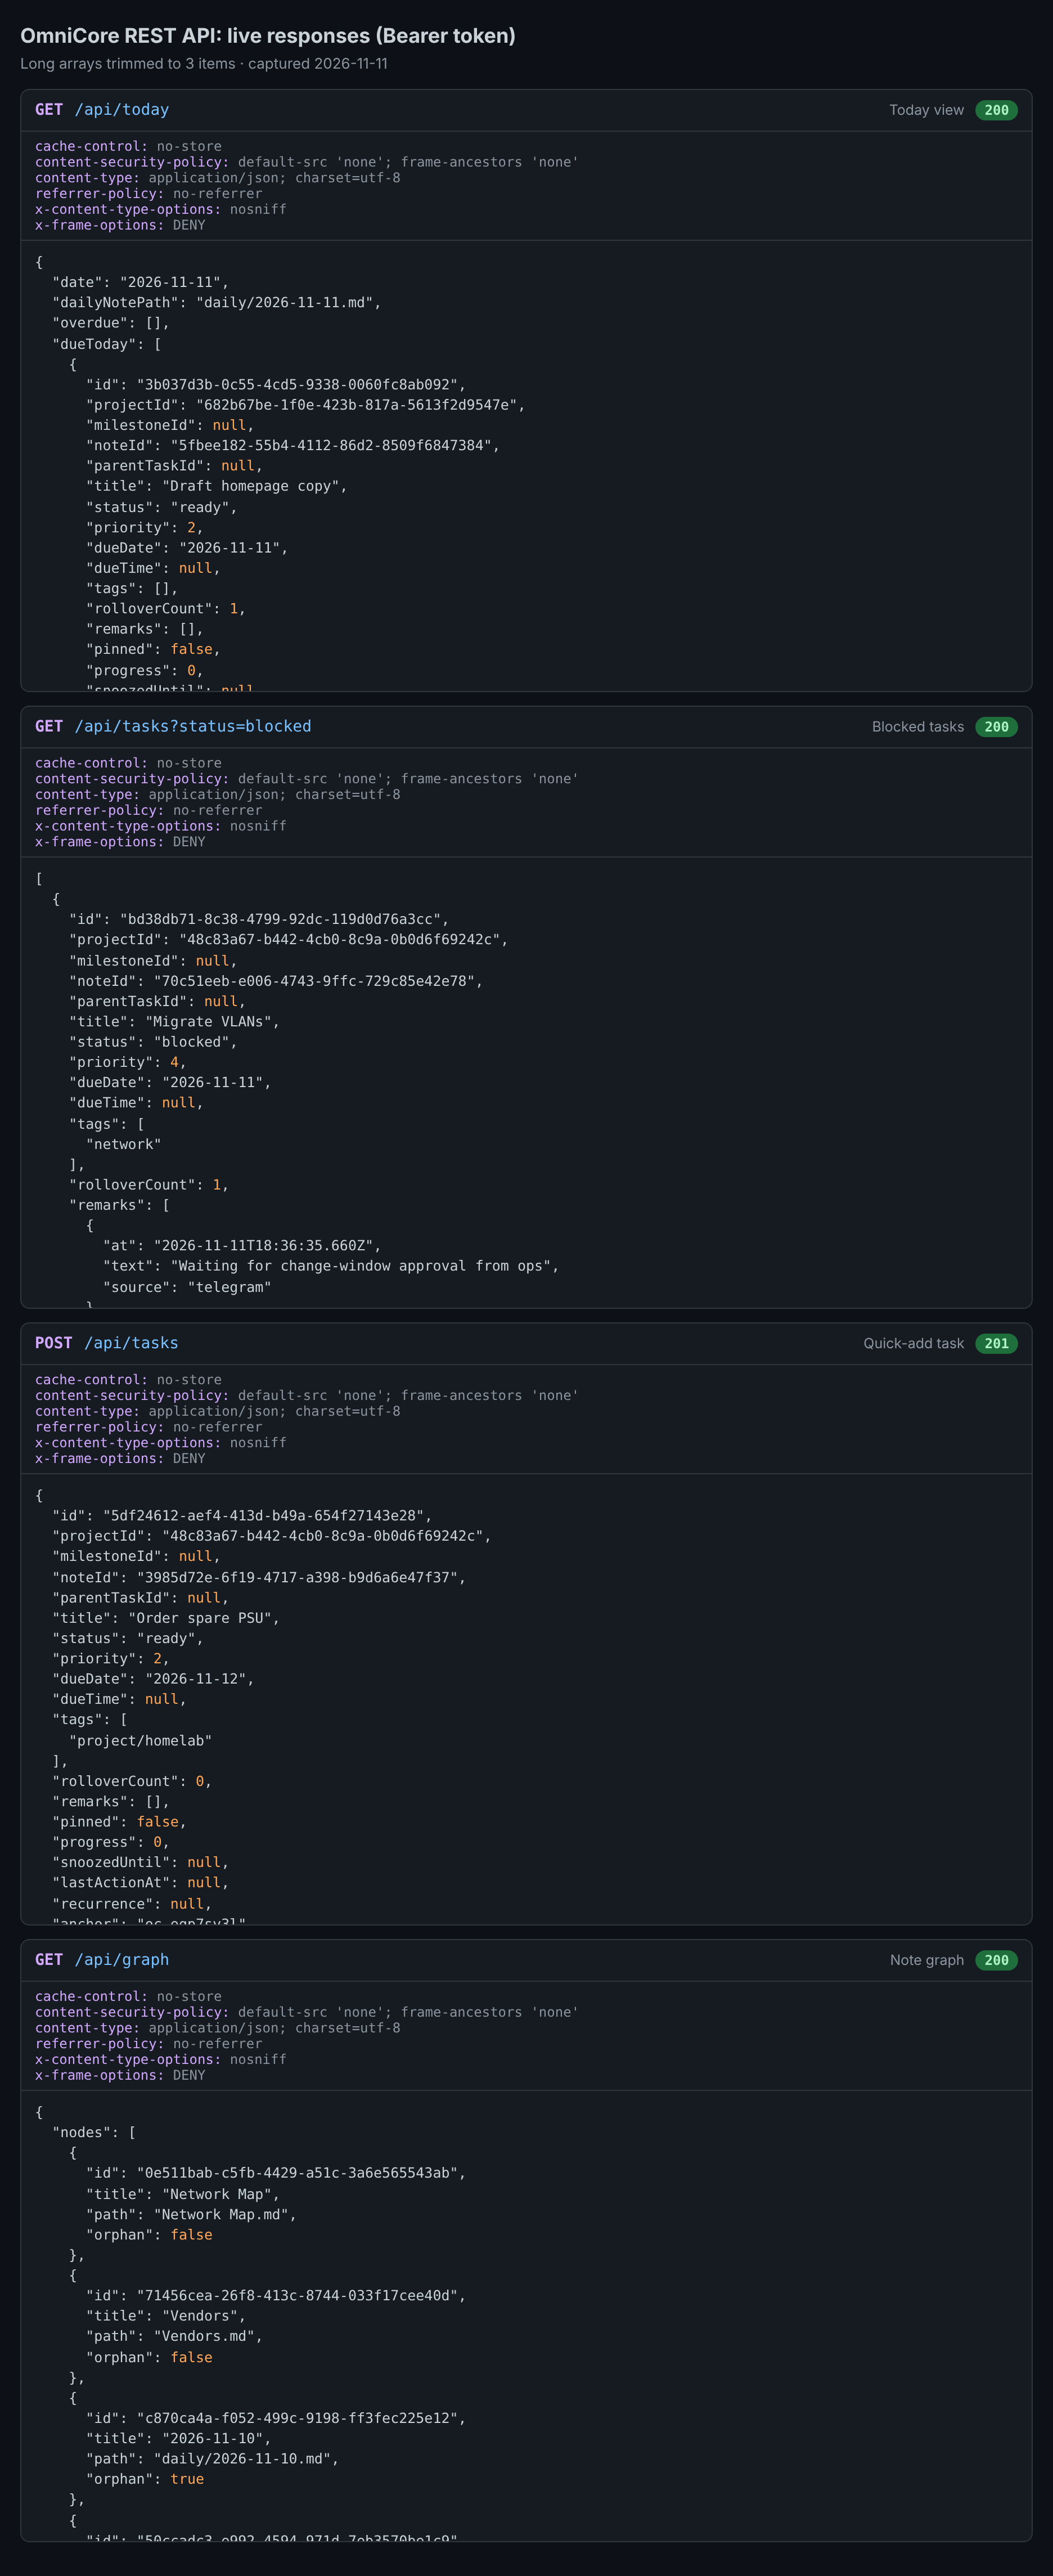 OmniCore REST API: live responses (Bearer token)
Long arrays trimmed to 3 items · captured 2026-11-11
GET /api/today Today view 200
cache-control: no-store
content-security-policy: default-src 'none'; frame-ancestors 'none'
content-type: application/json; charset=utf-8
referrer-policy: no-referrer
x-content-type-options: nosniff
x-frame-options: DENY
{
  "date": "2026-11-11",
  "dailyNotePath": "daily/2026-11-11.md",
  "overdue": [],
  "dueToday": [
    {
      "id": "3b037d3b-0c55-4cd5-9338-0060fc8ab092",
      "projectId": "682b67be-1f0e-423b-817a-5613f2d9547e",
      "milestoneId": null,
      "noteId": "5fbee182-55b4-4112-86d2-8509f6847384",
      "parentTaskId": null,
      "title": "Draft homepage copy",
      "status": "ready",
      "priority": 2,
      "dueDate": "2026-11-11",
      "dueTime": null,
      "tags": [],
      "rolloverCount": 1,
      "remarks": [],
      "pinned": false,
      "progress": 0,
      "snoozedUntil": null
GET /api/tasks?status=blocked Blocked tasks 200
cache-control: no-store
content-security-policy: default-src 'none'; frame-ancestors 'none'
content-type: application/json; charset=utf-8
referrer-policy: no-referrer
x-content-type-options: nosniff
x-frame-options: DENY
[
  {
    "id": "bd38db71-8c38-4799-92dc-119d0d76a3cc",
    "projectId": "48c83a67-b442-4cb0-8c9a-0b0d6f69242c",
    "milestoneId": null,
    "noteId": "70c51eeb-e006-4743-9ffc-729c85e42e78",
    "parentTaskId": null,
    "title": "Migrate VLANs",
    "status": "blocked",
    "priority": 4,
    "dueDate": "2026-11-11",
    "dueTime": null,
    "tags": [
      "network"
    ],
    "rolloverCount": 1,
    "remarks": [
      {
        "at": "2026-11-11T18:36:35.660Z",
        "text": "Waiting for change-window approval from ops",
        "source": "telegram"
      }
POST /api/tasks Quick-add task 201
cache-control: no-store
content-security-policy: default-src 'none'; frame-ancestors 'none'
content-type: application/json; charset=utf-8
referrer-policy: no-referrer
x-content-type-options: nosniff
x-frame-options: DENY
{
  "id": "5df24612-aef4-413d-b49a-654f27143e28",
  "projectId": "48c83a67-b442-4cb0-8c9a-0b0d6f69242c",
  "milestoneId": null,
  "noteId": "3985d72e-6f19-4717-a398-b9d6a6e47f37",
  "parentTaskId": null,
  "title": "Order spare PSU",
  "status": "ready",
  "priority": 2,
  "dueDate": "2026-11-12",
  "dueTime": null,
  "tags": [
    "project/homelab"
  ],
  "rolloverCount": 0,
  "remarks": [],
  "pinned": false,
  "progress": 0,
  "snoozedUntil": null,
  "lastActionAt": null,
  "recurrence": null,
  "anchor":
GET /api/graph Note graph 200
cache-control: no-store
content-security-policy: default-src 'none'; frame-ancestors 'none'
content-type: application/json; charset=utf-8
referrer-policy: no-referrer
x-content-type-options: nosniff
x-frame-options: DENY
{
  "nodes": [
    {
      "id": "0e511bab-c5fb-4429-a51c-3a6e565543ab",
      "title": "Network Map",
      "path": "Network Map.md",
      "orphan": false
    },
    {
      "id": "71456cea-26f8-413c-8744-033f17cee40d",
      "title": "Vendors",
      "path": "Vendors.md",
      "orphan": false
    },
    {
      "id": "c870ca4a-f052-499c-9198-ff3fec225e12",
      "title": "2026-11-10",
      "path": "daily/2026-11-10.md",
      "orphan": true
    },
    {
      "id":